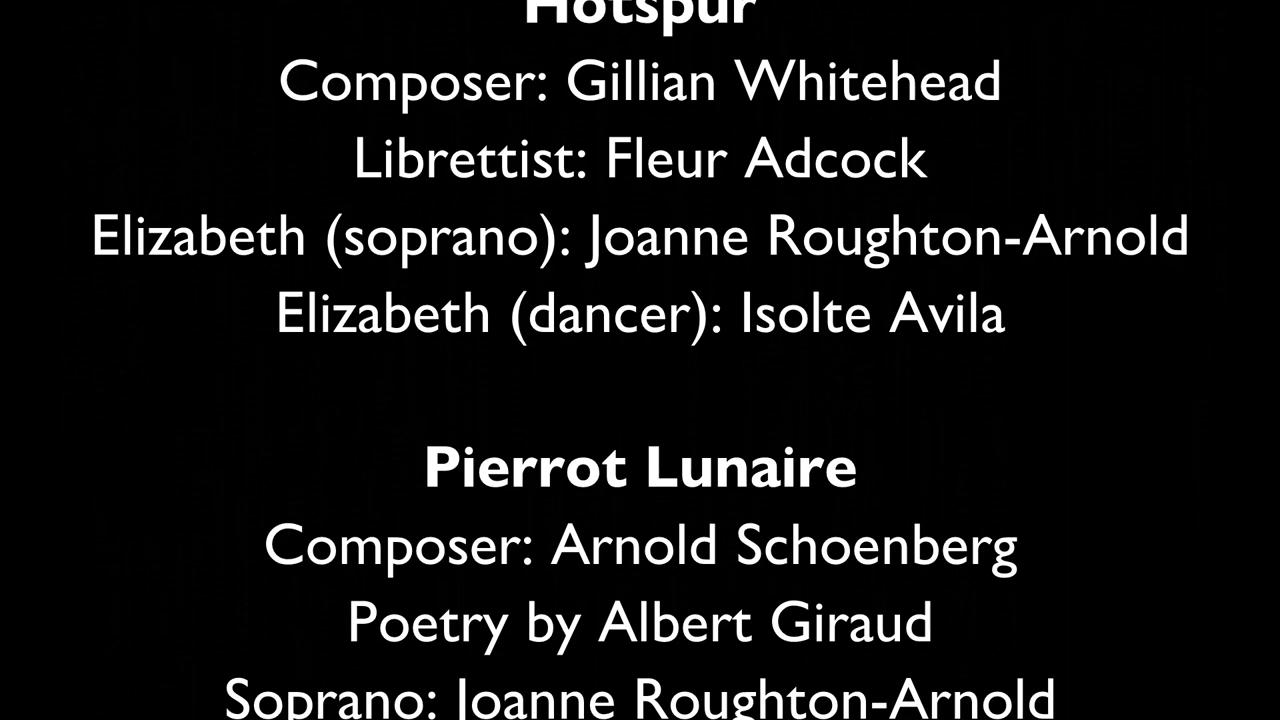 Hotspur
Composer: Gillian Whitehead
Librettist: Fleur Adcock
Elizabeth (soprano): Joanne Roughton-Arnold
Elizabeth (dancer): Isolte Avila
Pierrot Lunaire
Composer: Arnold Schoenberg
Poetry by Albert Giraud
Soprano: Joanne Roughton-Arnold